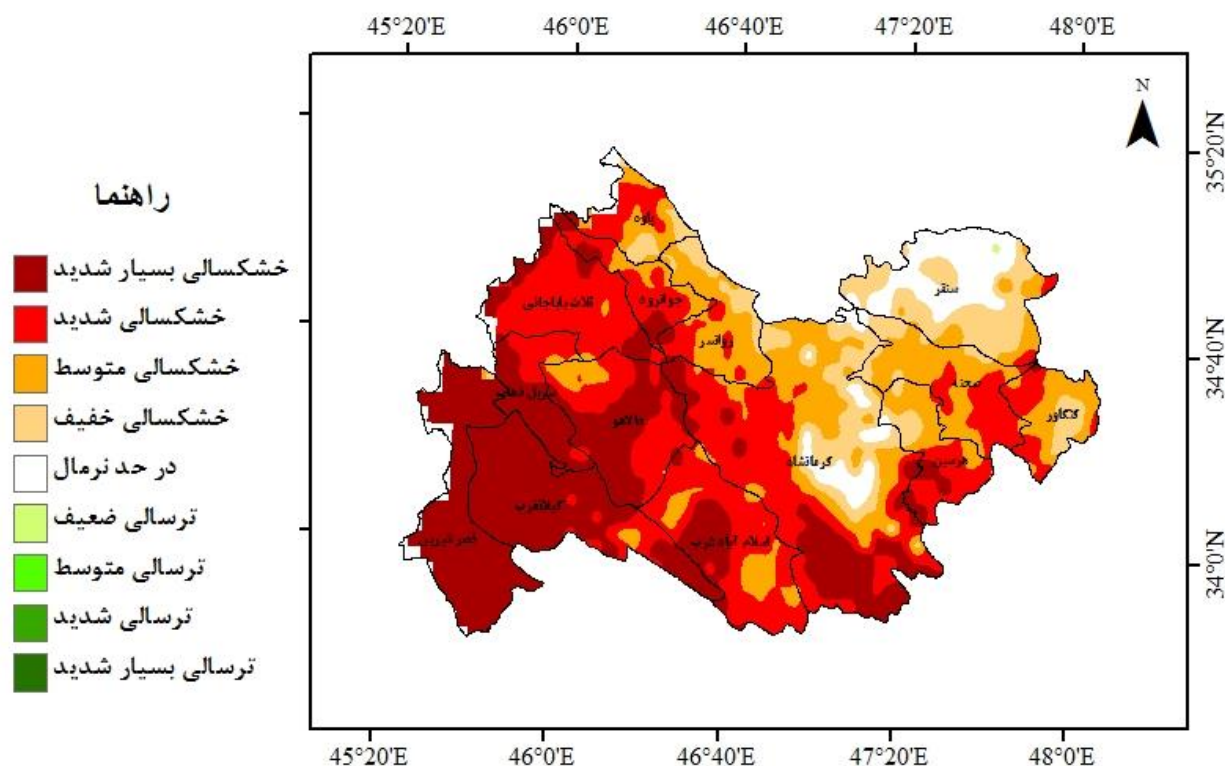 45°20'E 46°0'E 46°40'E 47°20'E 48°0'E
N
35°20'N
34°40'N
34°0'N
راهنما
خشکسالی بسیار شدید
خشکسالی شدید
خشکسالی متوسط
خشکسالی خفیف
در حد نرمال
ترسالی ضعیف
ترسالی متوسط
ترسالی شدید
ترسالی بسیار شدید
پاوه
سنقر
ثلاث باباجانی
جوانرود
روانسر
صحنه
کنگاور
دالاهو
کرمانشاه
هرسین
گیلانغرب
اسلام آباد غرب
قصر شیرین
45°20'E 46°0'E 46°40'E 47°20'E 48°0'E